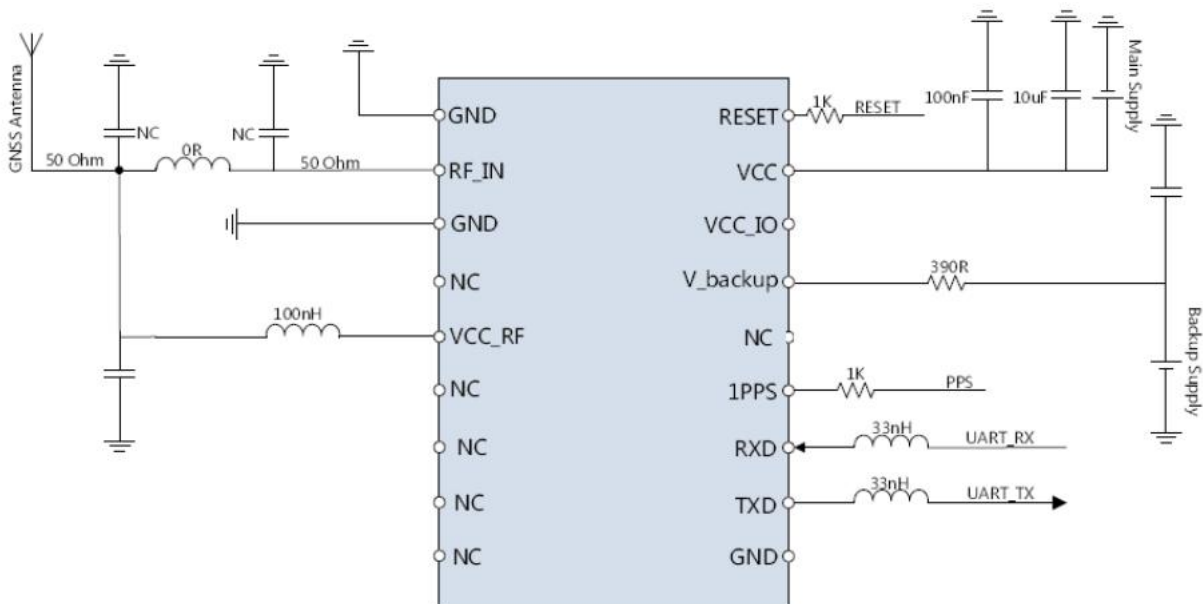 GNSS Antenna
50 Ohm
NC
0R
NC
50 Ohm
100nH
GND
RF_IN
GND
NC
VCC_RF
NC
NC
NC
NC
RESET
VCC
VCC_IO
V_backup
NC
1PPS
RXD
TXD
GND
1K
RESET
100nF
10uF
Main Supply
390R
Backup Supply
1K
PPS
33nH
UART_RX
33nH
UART_TX